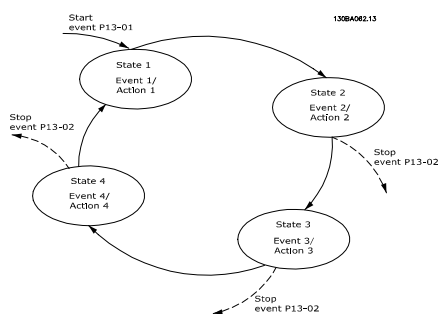 Start
event P13-01
130BA062.13
State 1
Event 1/
Action 1
State 2
Event 2/
Action 2
Stop
event P13-02
Stop
event P13-02
State 4
Event 4/
Action 4
State 3
Event 3/
Action 3
Stop
event P13-02